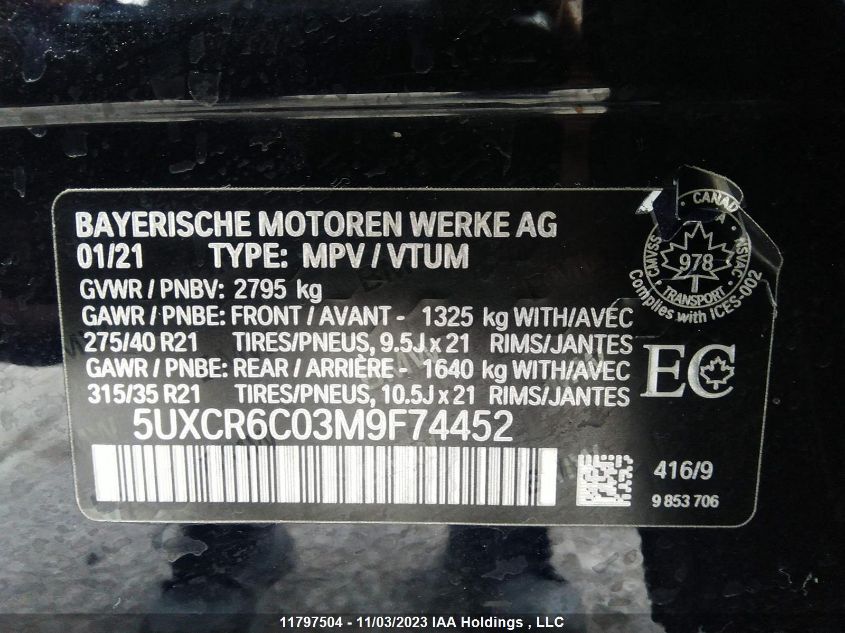 BAYERISCHE MOTOREN WERKE AG
01/21 TYPE: MPV / VTUM
GVWR / PNBV: 2795 kg
GAWR / PNBE: FRONT / AVANT - 1325 kg WITH/AVEC
275/40 R21 TIRES/PNEUS, 9.5J x 21 RIMS/JANTES
GAWR / PNBE: REAR / ARRIÈRE - 1640 kg WITH/AVEC
315/35 R21 TIRES/PNEUS, 10.5J x 21 RIMS/JANTES
5UXCR6C03M9F74452
CANADA
CMVSS
NSVAC
978
TRANSPORT
Complies with ICES-002
EC
416/9
9 853 706
11797504 - 11/03/2023 IAA Holdings , LLC